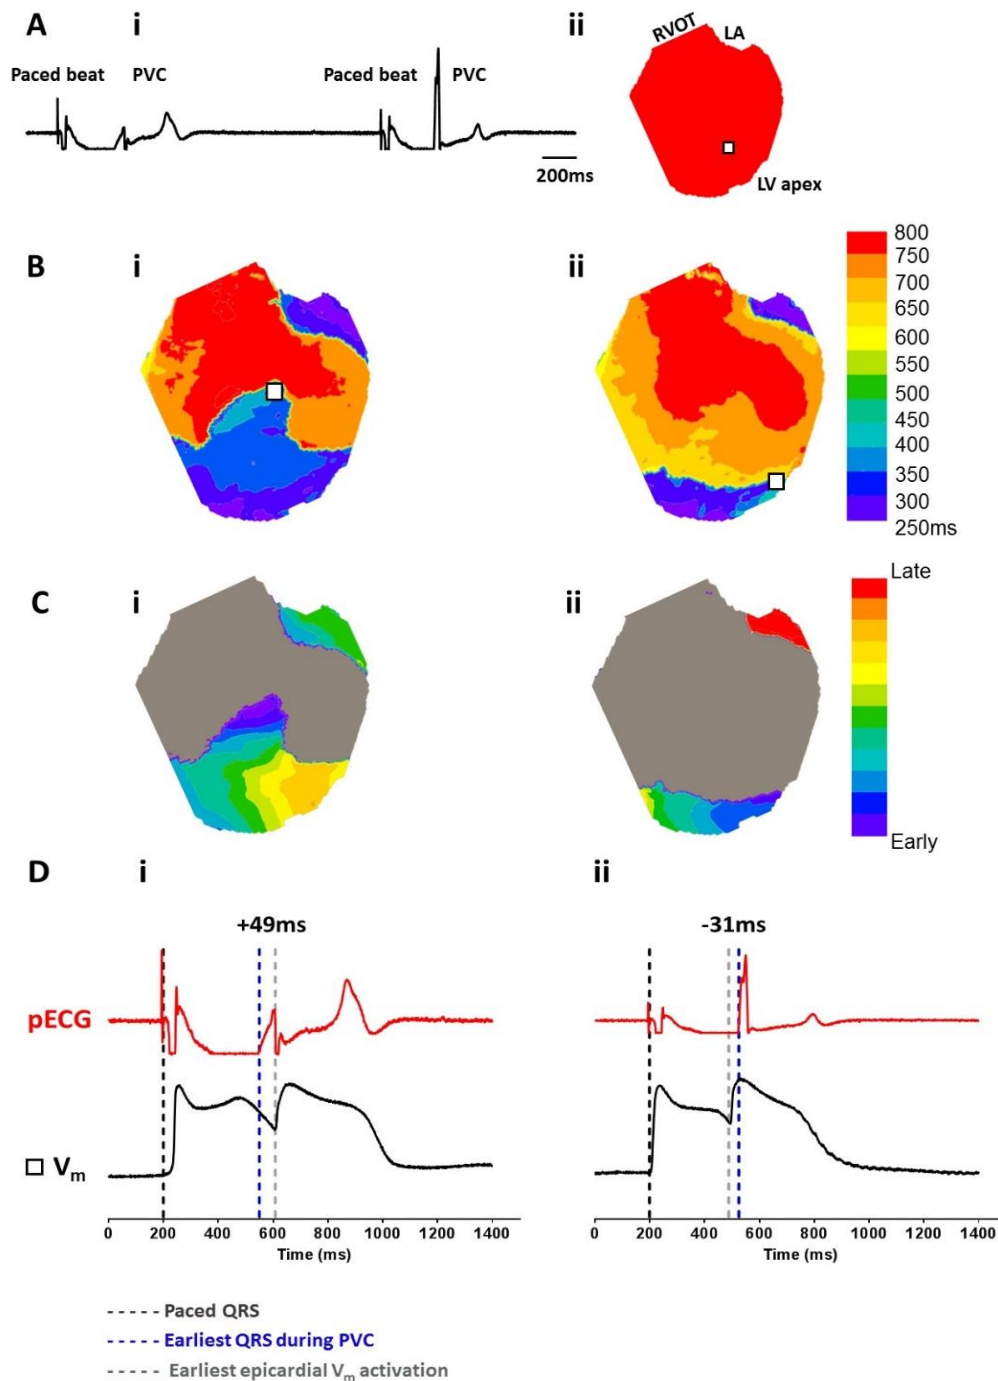 A i ii
RVOT LA
Paced beat PVC Paced beat PVC
200ms
LV apex
B i ii
800
750
700
650
600
550
500
450
400
350
300
250ms
C i ii
Late
Early
D i ii
+49ms -31ms
pECG
Vm
0 200 400 600 800 1000 1200 1400
Time (ms)
0 200 400 600 800 1000 1200 1400
Time (ms)
Paced QRS
Earliest QRS during PVC
Earliest epicardial Vm activation